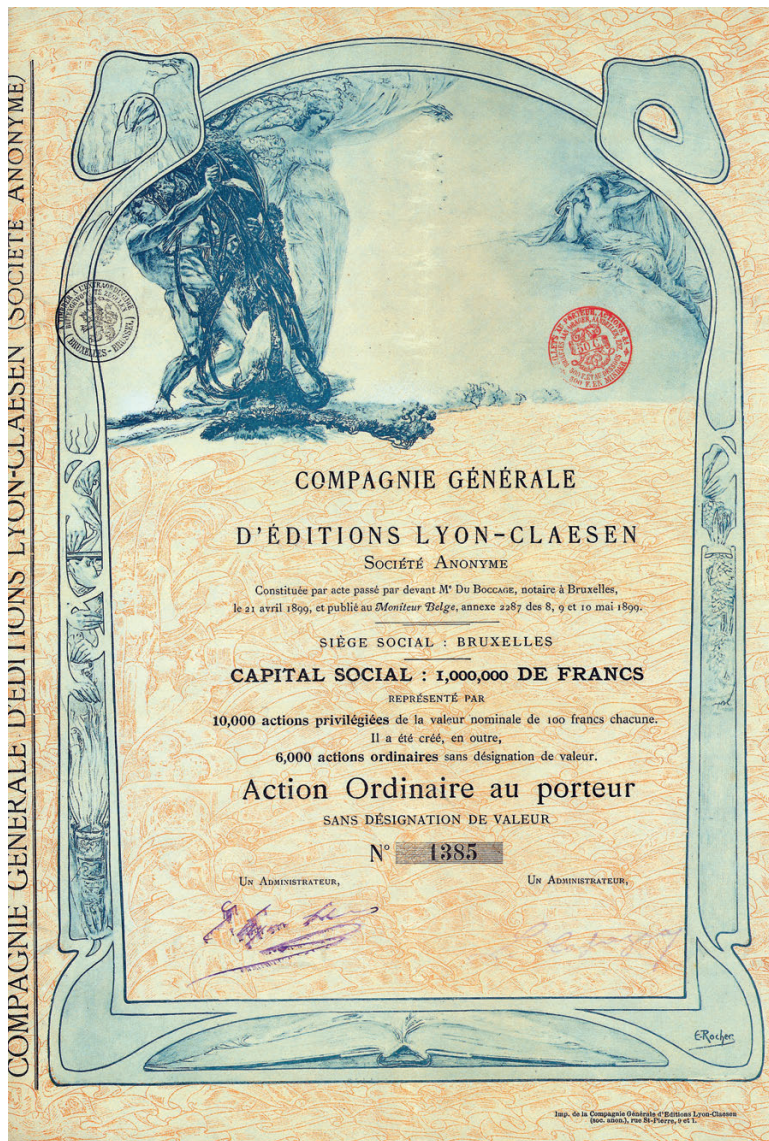 COMPAGNIE GÉNÉRALE D'ÉDITIONS LYON-CLAESEN (SOCIÉTÉ ANONYME)
COMPAGNIE GÉNÉRALE
D'ÉDITIONS LYON-CLAESEN
SOCIÉTÉ ANONYME
Constituée par acte passé par devant Me DU BOCCAGE, notaire à Bruxelles,
le 21 avril 1899, et publié au Moniteur Belge, annexe 2287 des 8, 9 et 10 mai 1899.
SIÈGE SOCIAL : BRUXELLES
CAPITAL SOCIAL : 1,000,000 DE FRANCS
REPRÉSENTÉ PAR
10,000 actions privilégiées de la valeur nominale de 100 francs chacune.
Il a été créé, en outre,
6,000 actions ordinaires sans désignation de valeur.
Action Ordinaire au porteur
SANS DÉSIGNATION DE VALEUR
N° 1385
UN ADMINISTRATEUR, UN ADMINISTRATEUR,
E. Rocher
Imp. de la Compagnie Générale d'Editions Lyon-Claesen
(soc. anon.), rue St-Pierre, 9 et 1.
(BRUXELLES - BRUSSEL)